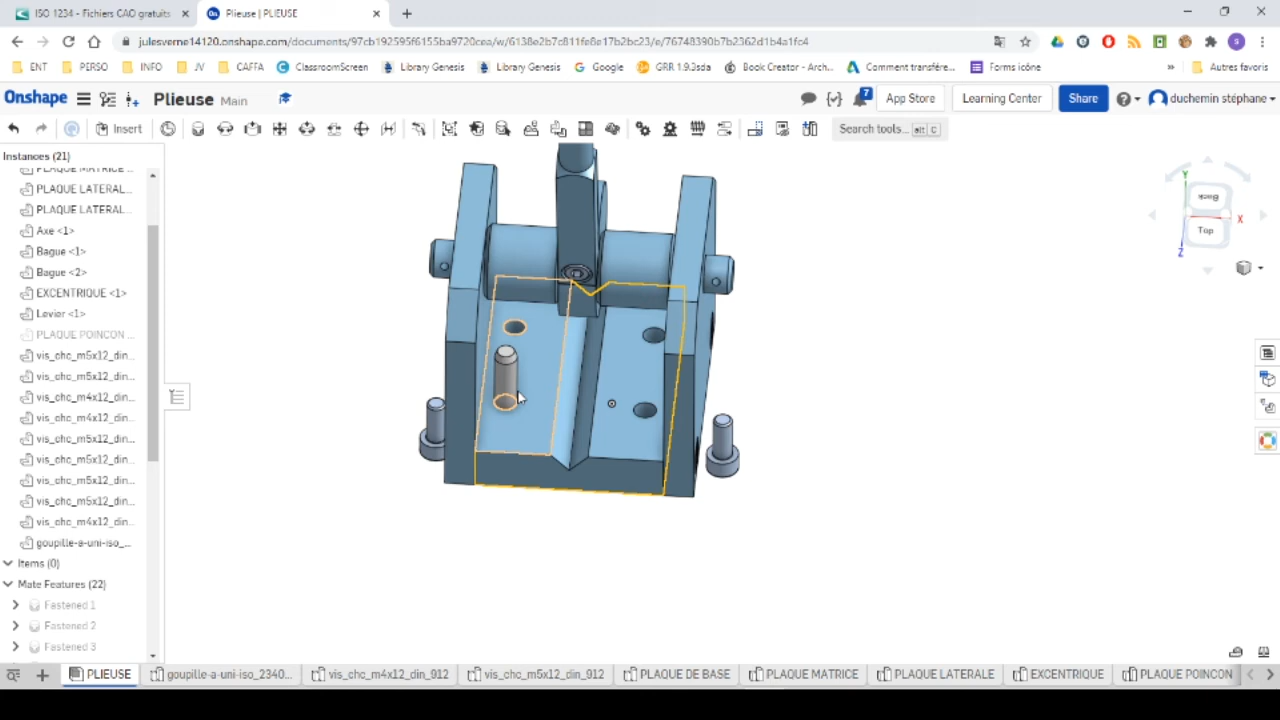 ISO 1234 - Fichiers CAO gratuits
Plieuse | PLIEUSE
julesverne14120.onshape.com/documents/97cb192595f6155ba9720cea/w/6138e2b7c811fe8e17b2bc23/e/76748390b7b2362d1b4a1fc4
ENT PERSO INFO JV CAFFA ClassroomScreen Library Genesis Library Genesis Google GRR 1.9.3sda Book Creator - Arch... Comment transfére... Forms icône » Autres favoris
Onshape Plieuse Main 7 App Store Learning Center Share duchemin stéphane
Insert Search tools... alt C
Instances (21)
PLAQUE MATRICE ...
PLAQUE LATERAL...
PLAQUE LATERAL...
Axe <1>
Bague <1>
Bague <2>
EXCENTRIQUE <1>
Levier <1>
PLAQUE POINCON ...
vis_chc_m5x12_din...
vis_chc_m5x12_din...
vis_chc_m4x12_din...
vis_chc_m4x12_din...
vis_chc_m5x12_din...
vis_chc_m5x12_din...
vis_chc_m5x12_din...
vis_chc_m5x12_din...
vis_chc_m4x12_din...
goupille-a-uni-iso_...
Items (0)
Mate Features (22)
Fastened 1
Fastened 2
Fastened 3
Y
Back
X
Top
Z
PLIEUSE goupille-a-uni-iso_2340... vis_chc_m4x12_din_912 vis_chc_m5x12_din_912 PLAQUE DE BASE PLAQUE MATRICE PLAQUE LATERALE EXCENTRIQUE PLAQUE POINCON